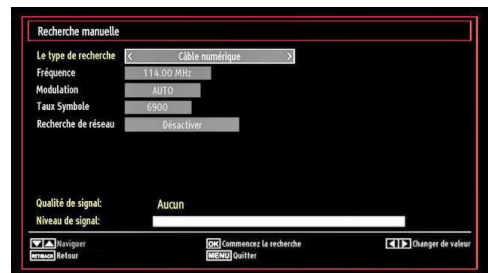 Recherche manuelle
Le type de recherche < Câble numérique >
Fréquence 114.00 MHz
Modulation AUTO
Taux Symbole 6900
Recherche de réseau Désactiver
Qualité de signal: Aucun
Niveau de signal:
Naviguer OK Commencez la recherche Changer de valeur
RET/BACK Retour MENU Quitter